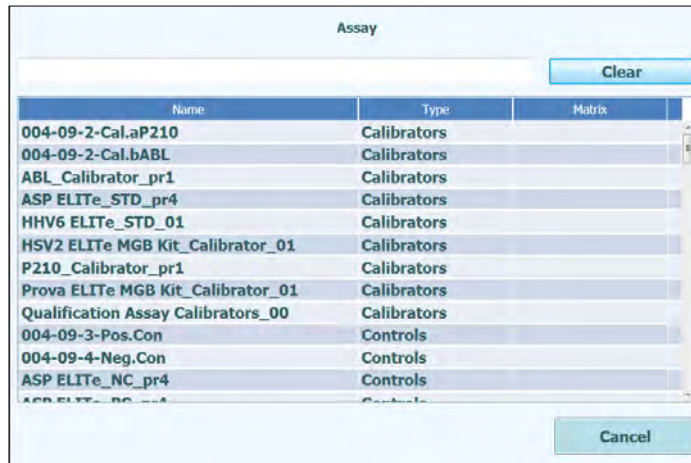 Assay
Clear
Name Type Matrix
004-09-2-Cal.aP210 Calibrators
004-09-2-Cal.bABL Calibrators
ABL_Calibrator_pr1 Calibrators
ASP ELITe_STD_pr4 Calibrators
HHV6 ELITe_STD_01 Calibrators
HSV2 ELITe MGB Kit_Calibrator_01 Calibrators
P210_Calibrator_pr1 Calibrators
Prova ELITe MGB Kit_Calibrator_01 Calibrators
Qualification Assay Calibrators_00 Calibrators
004-09-3-Pos.Con Controls
004-09-4-Neg.Con Controls
ASP ELITe_NC_pr4 Controls
Cancel